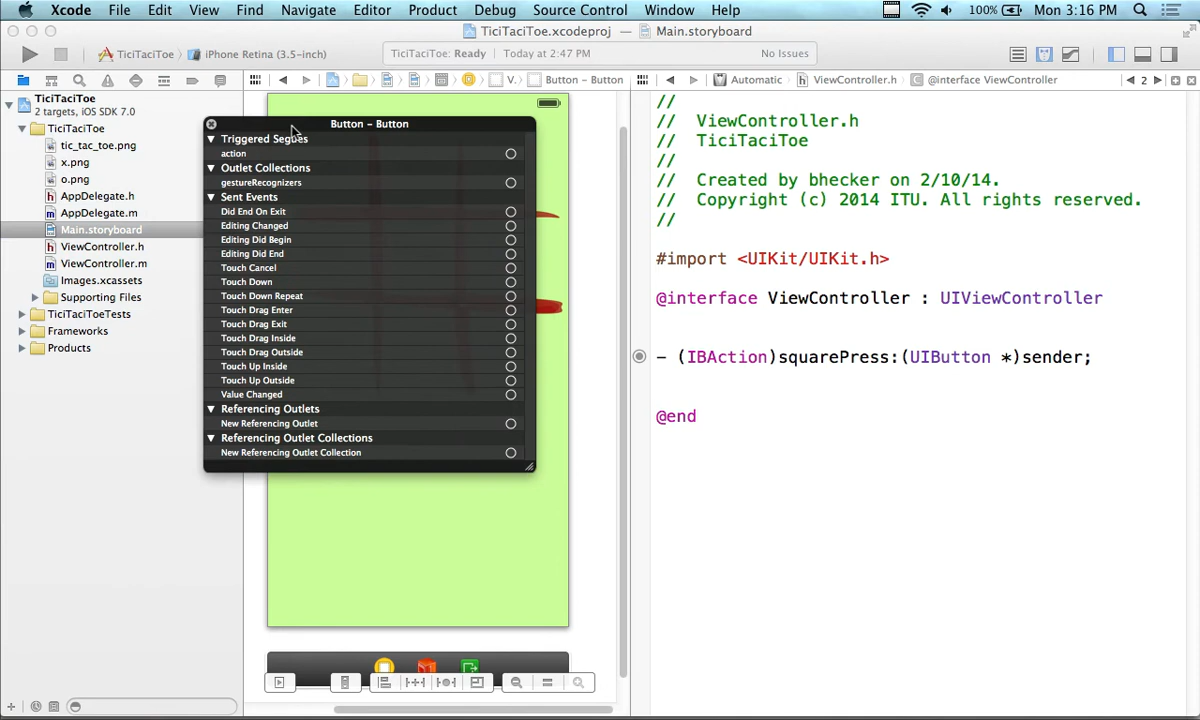 Xcode File Edit View Find Navigate Editor Product Debug Source Control Window Help 100% Mon 3:16 PM
TiciTaciToe.xcodeproj — Main.storyboard
TiciTaciToe iPhone Retina (3.5-inch) TiciTaciToe: Ready Today at 2:47 PM No Issues
V. Button - Button Automatic ViewController.h @interface ViewController 2
TiciTaciToe
2 targets, iOS SDK 7.0
TiciTaciToe
tic_tac_toe.png
x.png
o.png
AppDelegate.h
AppDelegate.m
Main.storyboard
ViewController.h
ViewController.m
Images.xcassets
Supporting Files
TiciTaciToeTests
Frameworks
Products
Button - Button
Triggered Segues
action
Outlet Collections
gestureRecognizers
Sent Events
Did End On Exit
Editing Changed
Editing Did Begin
Editing Did End
Touch Cancel
Touch Down
Touch Down Repeat
Touch Drag Enter
Touch Drag Exit
Touch Drag Inside
Touch Drag Outside
Touch Up Inside
Touch Up Outside
Value Changed
Referencing Outlets
New Referencing Outlet
Referencing Outlet Collections
New Referencing Outlet Collection
//
// ViewController.h
// TiciTaciToe
//
// Created by bhecker on 2/10/14.
// Copyright (c) 2014 ITU. All rights reserved.
//
#import <UIKit/UIKit.h>
@interface ViewController : UIViewController
- (IBAction)squarePress:(UIButton *)sender;
@end